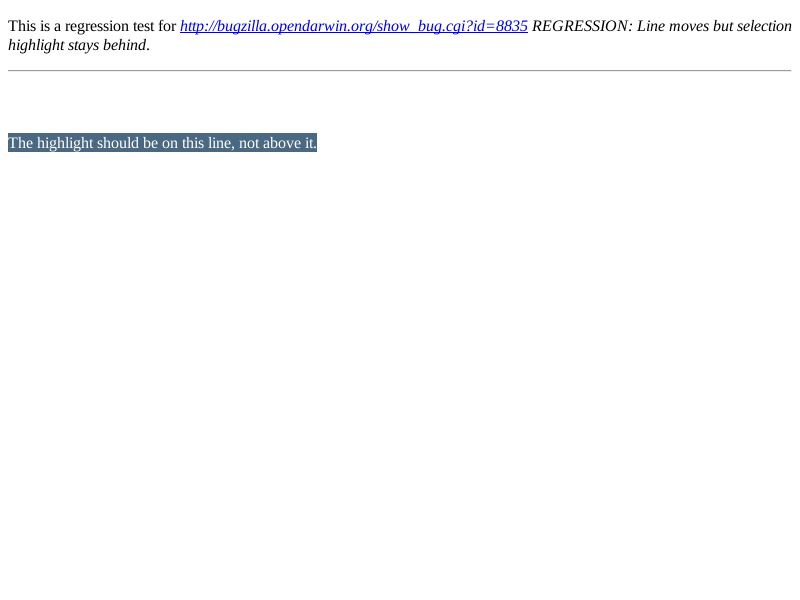 This is a regression test for http://bugzilla.opendarwin.org/show_bug.cgi?id=8835 REGRESSION: Line moves but selection
highlight stays behind.
The highlight should be on this line, not above it.